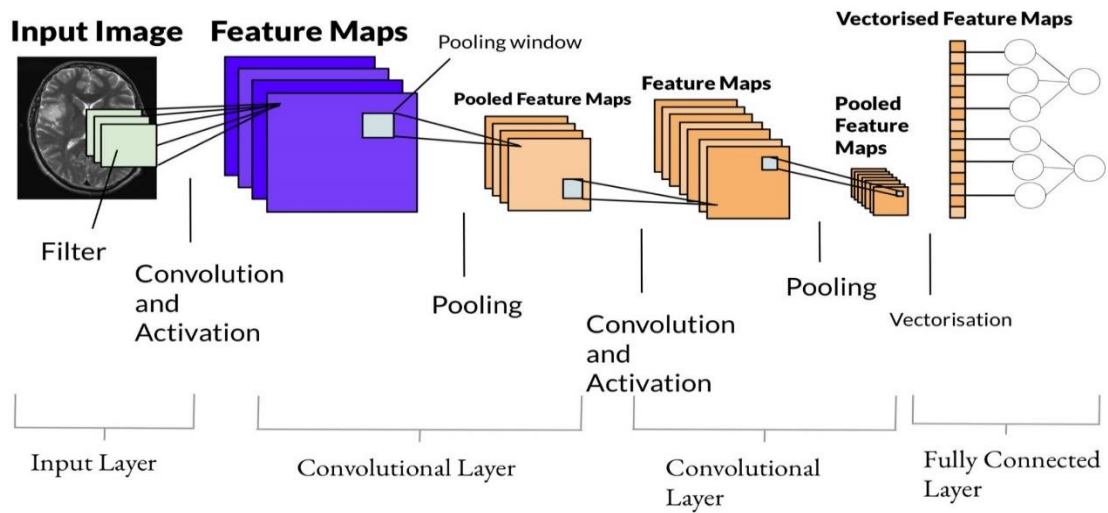 Input Image
Feature Maps
Pooling window
Vectorised Feature Maps
Pooled Feature Maps
Feature Maps
Pooled
Feature
Maps
Filter
Convolution
and
Activation
Pooling
Convolution
and
Activation
Pooling
Vectorisation
Input Layer
Convolutional Layer
Convolutional
Layer
Fully Connected
Layer